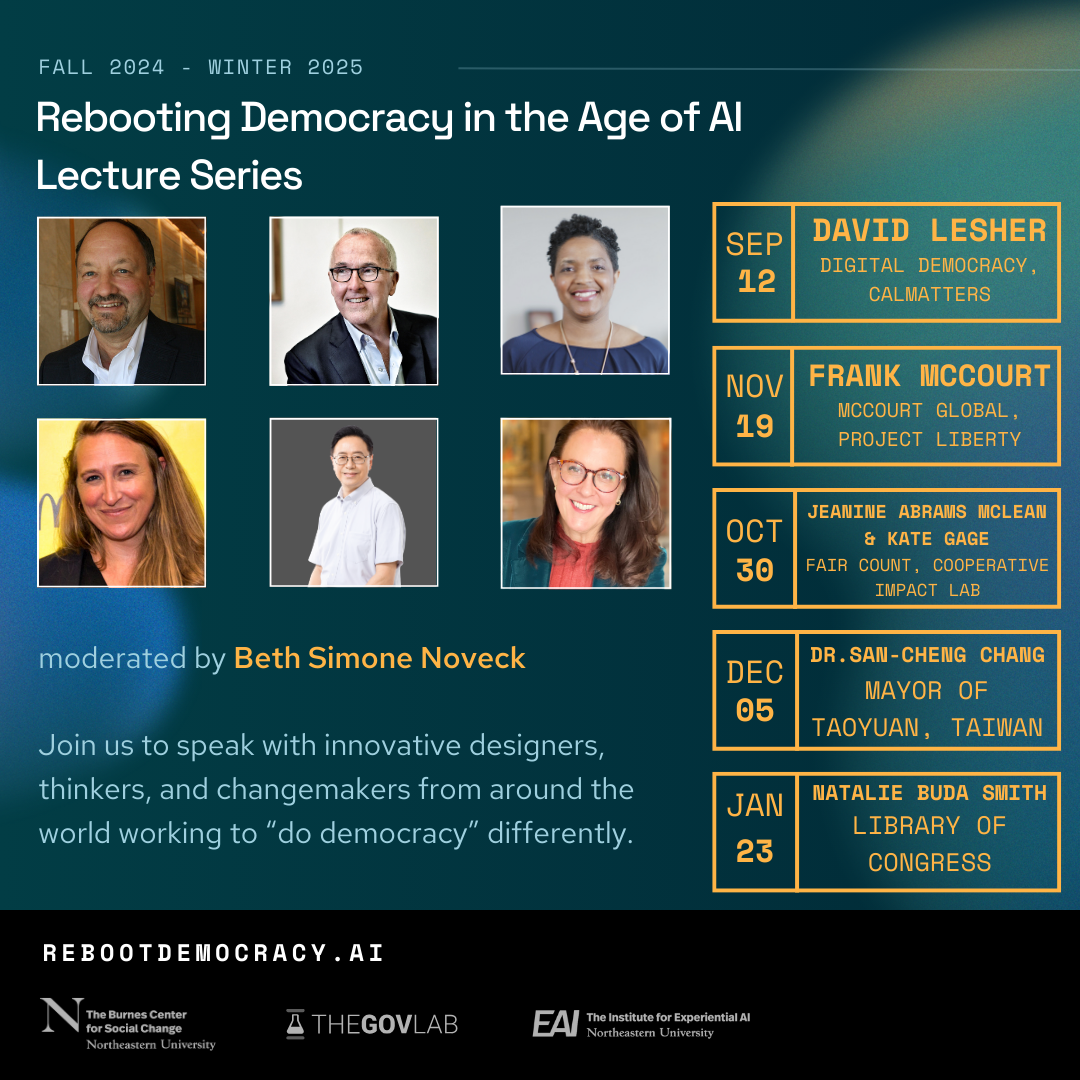 FALL 2024 - WINTER 2025
Rebooting Democracy in the Age of AI
Lecture Series
SEP
12
DAVID LESHER
DIGITAL DEMOCRACY,
CALMATTERS
NOV
19
FRANK MCCOURT
MCCOURT GLOBAL,
PROJECT LIBERTY
OCT
30
JEANINE ABRAMS MCLEAN
& KATE GAGE
FAIR COUNT, COOPERATIVE
IMPACT LAB
DEC
05
DR.SAN-CHENG CHANG
MAYOR OF
TAOYUAN, TAIWAN
JAN
23
NATALIE BUDA SMITH
LIBRARY OF
CONGRESS
moderated by Beth Simone Noveck
Join us to speak with innovative designers,
thinkers, and changemakers from around the
world working to “do democracy” differently.
REBOOTDEMOCRACY.AI
N
The Burnes Center
for Social Change
Northeastern University
THEGOVLAB
EAI
The Institute for Experiential AI
Northeastern University